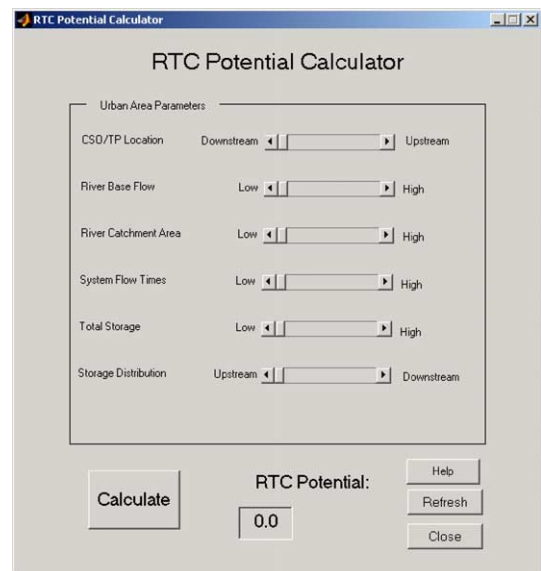 RTC Potential Calculator
RTC Potential Calculator
Urban Area Parameters
CSO/TP Location Downstream Upstream
River Base Flow Low High
River Catchment Area Low High
System Flow Times Low High
Total Storage Low High
Storage Distribution Upstream Downstream
Calculate
RTC Potential:
0.0
Help
Refresh
Close